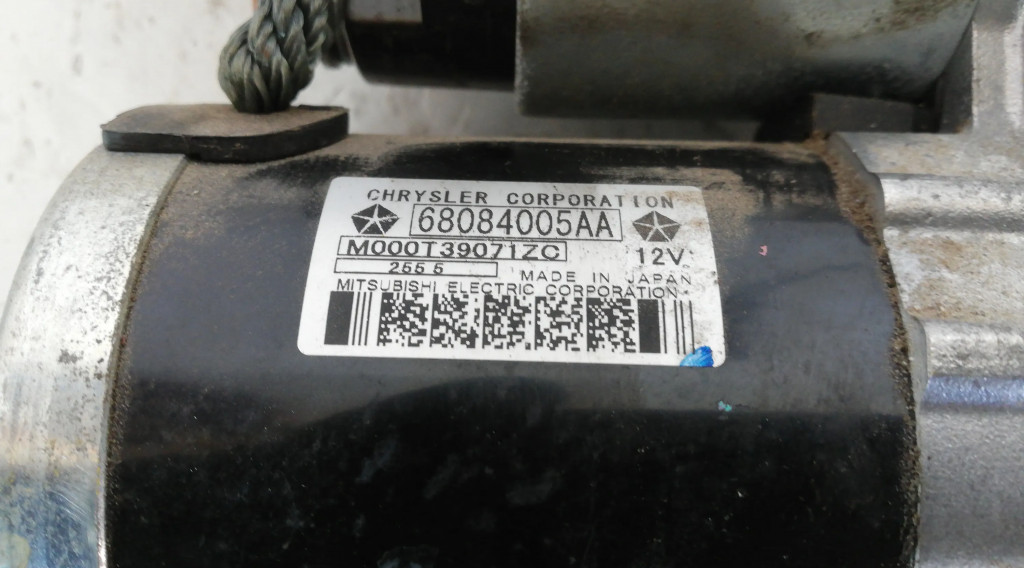 CHRYSLER CORPORATION
68084005AA
M000T39071ZC 12V
255 5 MADE IN JAPAN
MITSUBISHI ELECTRIC CORPORATION